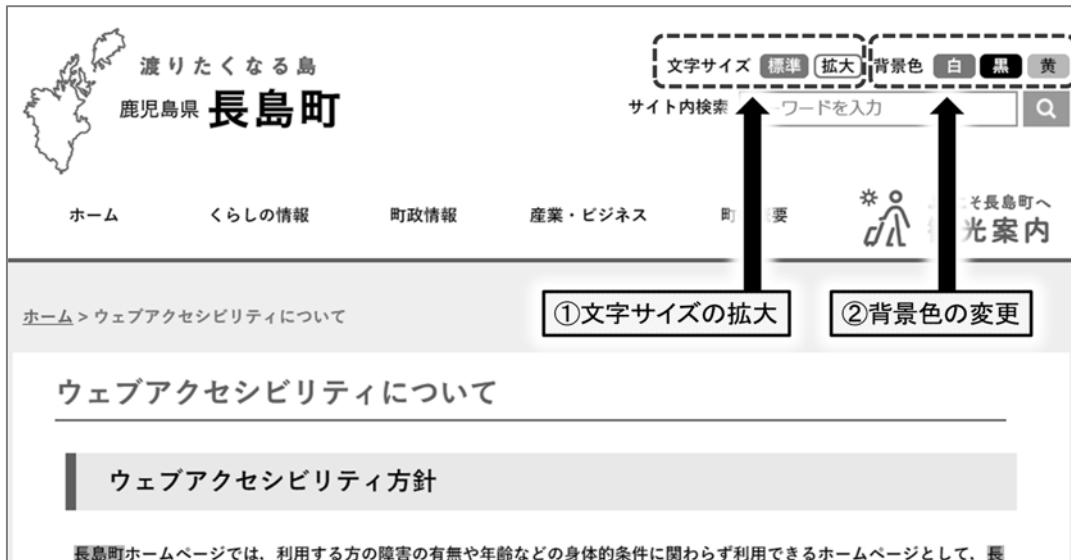 渡りたくなる島
鹿児島県 長島町
文字サイズ 標準 拡大 背景色 白 黒 黄
サイト内検索 ーワードを入力
ホーム くらしの情報 町政情報 産業・ビジネス 町 要
そ長島町へ
光案内
①文字サイズの拡大 ②背景色の変更
ホーム > ウェブアクセシビリティについて
ウェブアクセシビリティについて
ウェブアクセシビリティ方針
長島町ホームページでは、利用する方の障害の有無や年齢などの身体的条件に関わらず利用できるホームページとして、長